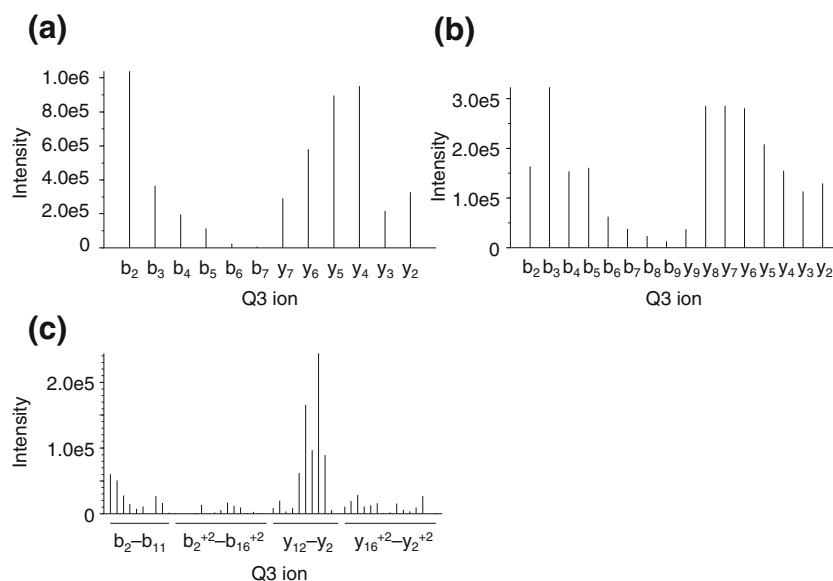 (a)
Intensity
1.0e6
8.0e5
6.0e5
4.0e5
2.0e5
0
b₂ b₃ b₄ b₅ b₆ b₇ y₇ y₆ y₅ y₄ y₃ y₂
Q3 ion
(b)
Intensity
3.0e5
2.0e5
1.0e5
0
b₂ b₃ b₄ b₅ b₆ b₇ b₈ b₉ y₉ y₈ y₇ y₆ y₅ y₄ y₃ y₂
Q3 ion
(c)
Intensity
2.0e5
1.0e5
0
b₂–b₁₁ b₂⁺²–b₁₆⁺² y₁₂–y₂ y₁₆⁺²–y₂⁺²
Q3 ion